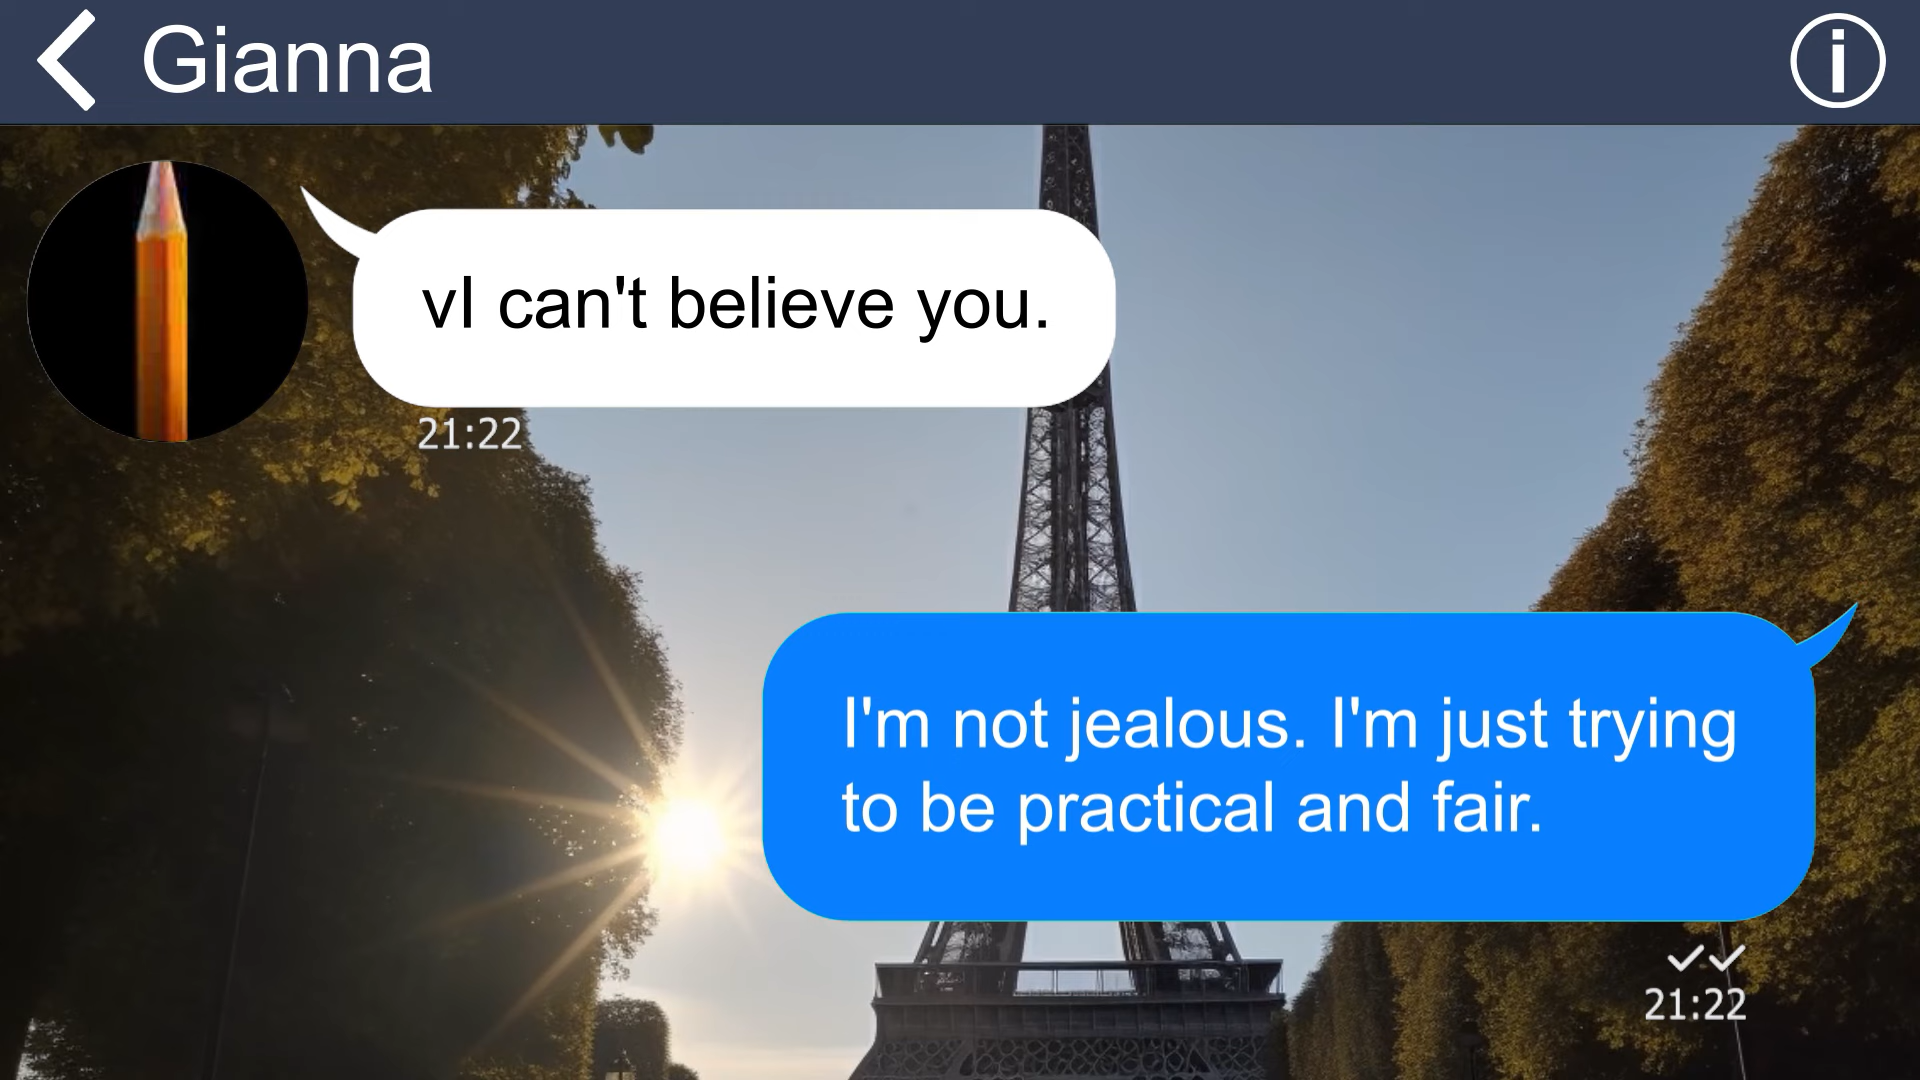 Gianna
vI can't believe you.
21:22
I'm not jealous. I'm just trying
to be practical and fair.
21:22